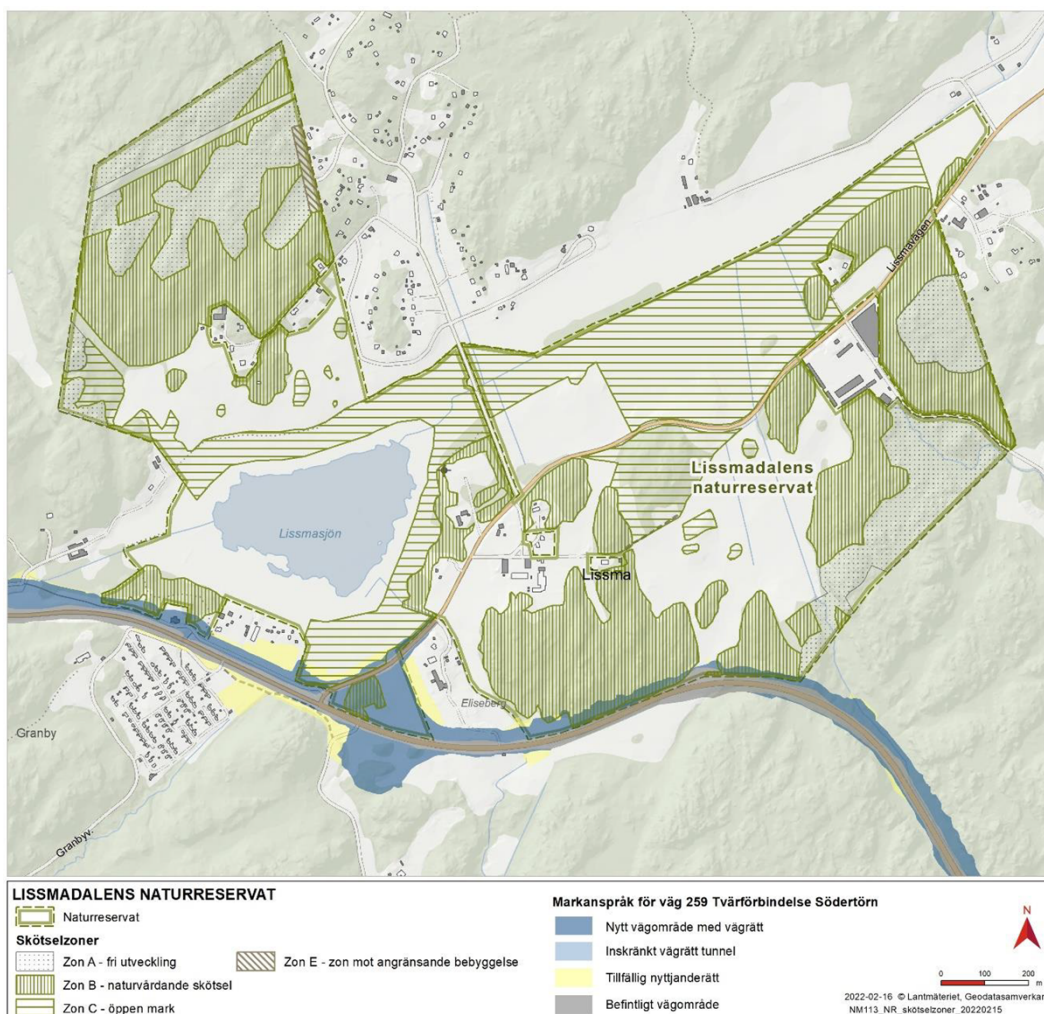 Lissmavägen
Lissmadalens
naturreservat
Lissmasjön
Lissma
Eliseberg
Granby
Granbyv.
LISSMADALENS NATURRESERVAT
Naturreservat
Skötselzoner
Zon A - fri utveckling
Zon B - naturvårdande skötsel
Zon C - öppen mark
Zon E - zon mot angränsande bebyggelse
Markanspråk för väg 259 Tvärförbindelse Södertörn
Nytt vägområde med vägrätt
Inskränkt vägrätt tunnel
Tillfällig nyttjanderätt
Befintligt vägområde
N
0 100 200
m
2022-02-16 © Lantmäteriet, Geodatasamverkan
NM113_NR_skötselzoner_20220215